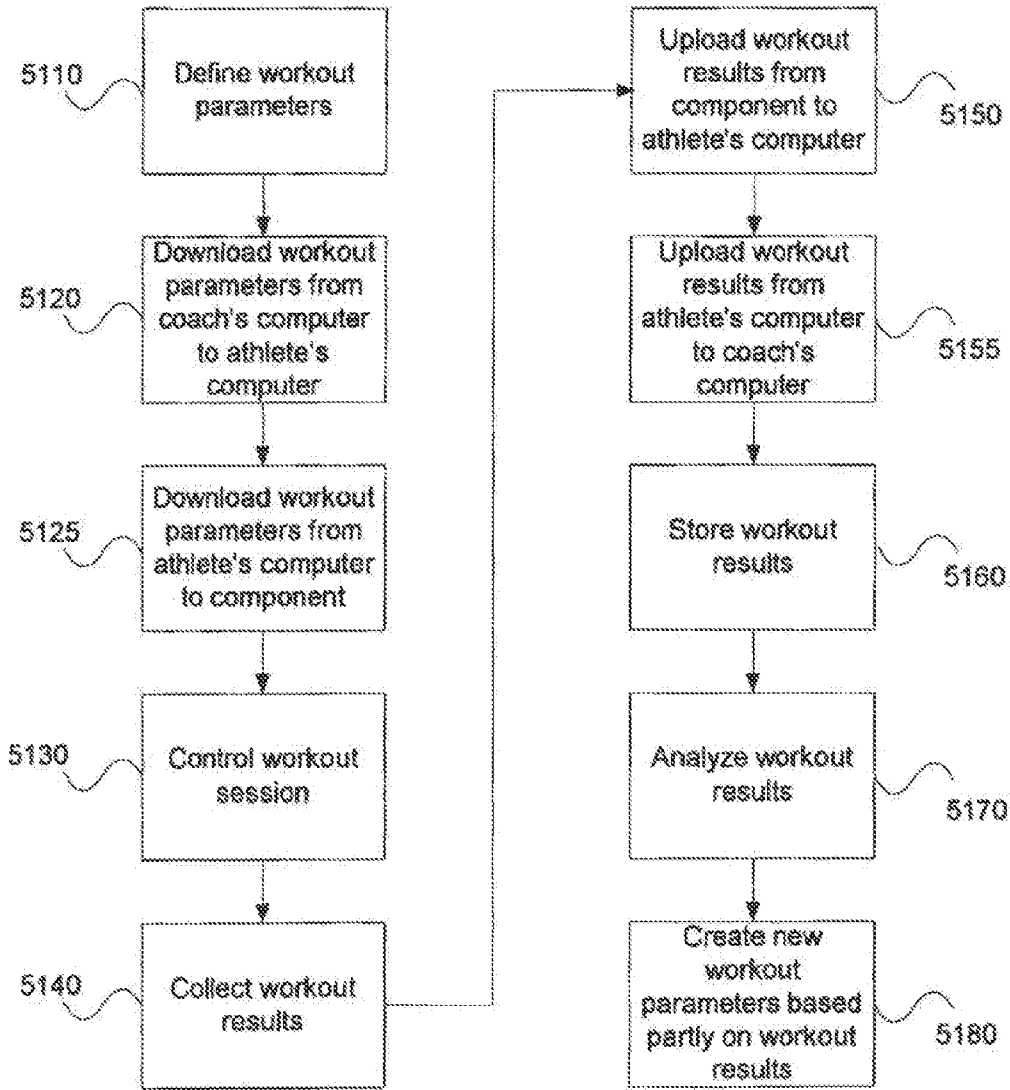 5110
Define workout
parameters
5120
Download workout
parameters from
coach's computer
to athlete's
computer
5125
Download workout
parameters from
athlete's computer
to component
5130
Control workout
session
5140
Collect workout
results
Upload workout
results from
component to
athlete's computer
5150
Upload workout
results from
athlete's computer
to coach's
computer
5155
Store workout
results
5160
Analyze workout
results
5170
Create new
workout
parameters based
partly on workout
results
5180